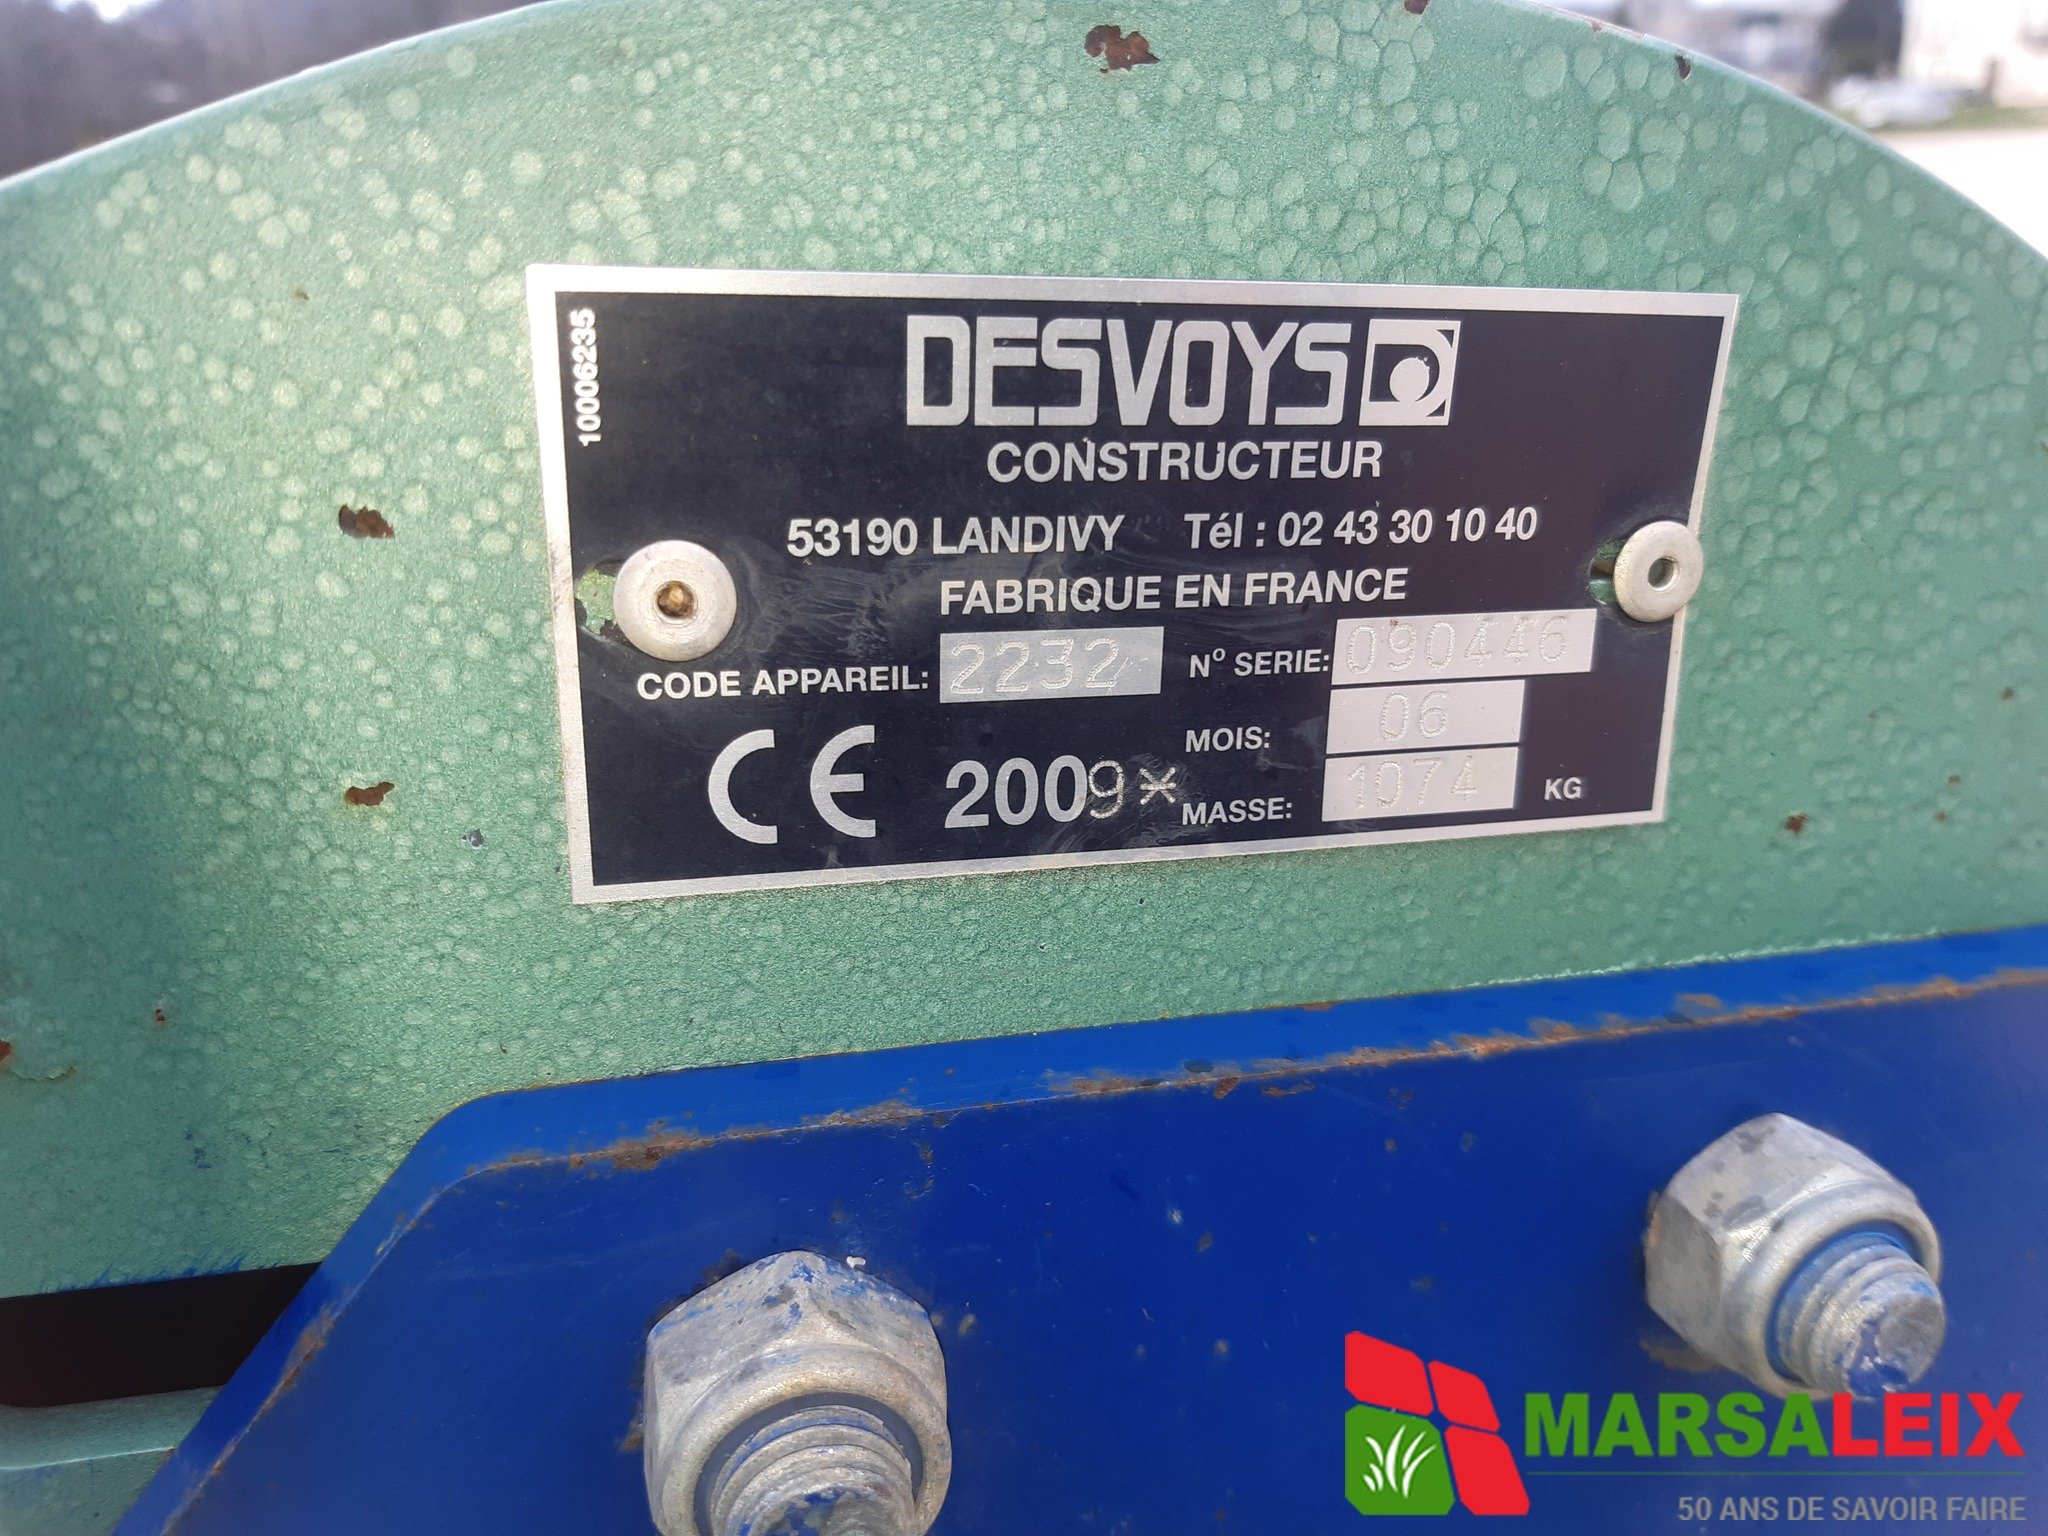 10006235
DESVOYS
CONSTRUCTEUR
53190 LANDIVY Tél : 02 43 30 10 40
FABRIQUE EN FRANCE
CODE APPAREIL: 2232 N° SERIE: 090446
MOIS: 06
CE 2009* MASSE: 1074 KG
MARSALEIX
50 ANS DE SAVOIR FAIRE